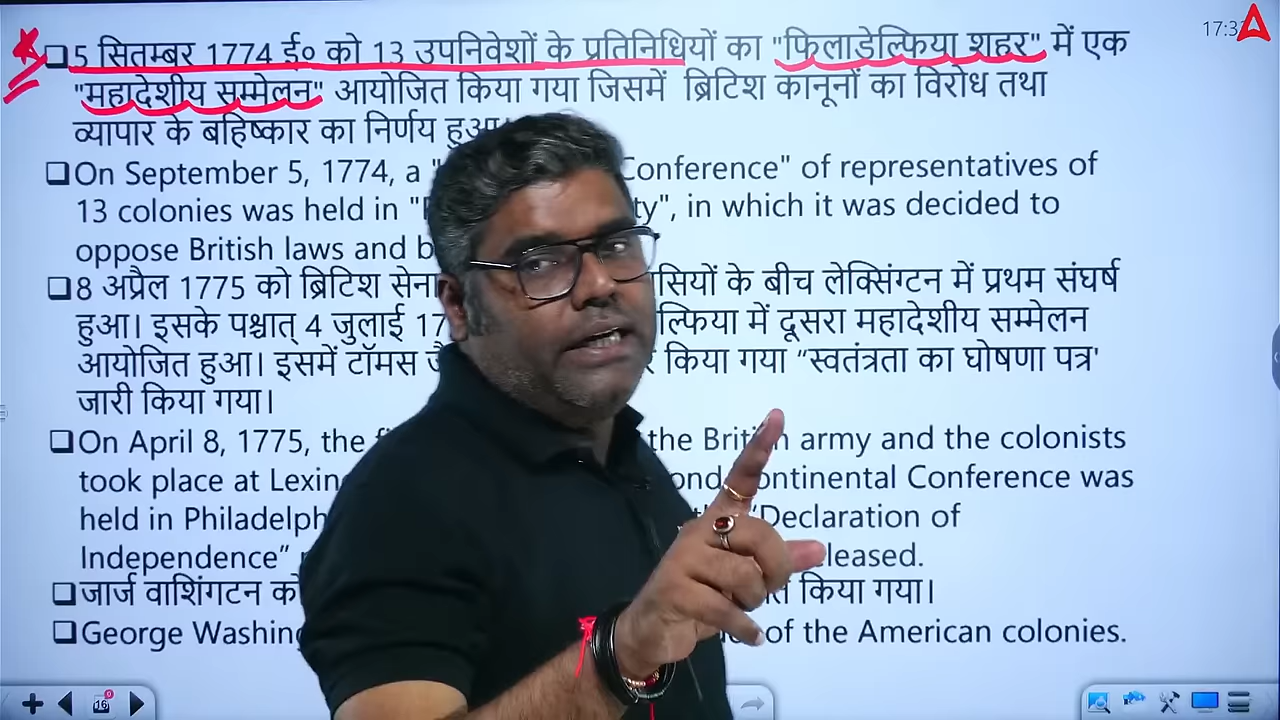 17:3
5 सितम्बर 1774 ई० को 13 उपनिवेशों के प्रतिनिधियों का "फिलाडेल्फिया शहर" में एक
"महादेशीय सम्मेलन" आयोजित किया गया जिसमें ब्रिटिश कानूनों का विरोध तथा
व्यापार के बहिष्कार का निर्णय हुआ।
On September 5, 1774, a " Conference" of representatives of
13 colonies was held in " ty", in which it was decided to
oppose British laws and b
8 अप्रैल 1775 को ब्रिटिश सेना सियों के बीच लेक्सिंग्टन में प्रथम संघर्ष
हुआ। इसके पश्चात् 4 जुलाई 17 ल्फिया में दूसरा महादेशीय सम्मेलन
आयोजित हुआ। इसमें टॉमस किया गया “स्वतंत्रता का घोषणा पत्र'
जारी किया गया।
On April 8, 1775, the the British army and the colonists
took place at Lexin ond Continental Conference was
held in Philadelph “Declaration of
Independence” leased.
जार्ज वाशिंगटन को किया गया।
George Washing of the American colonies.
16